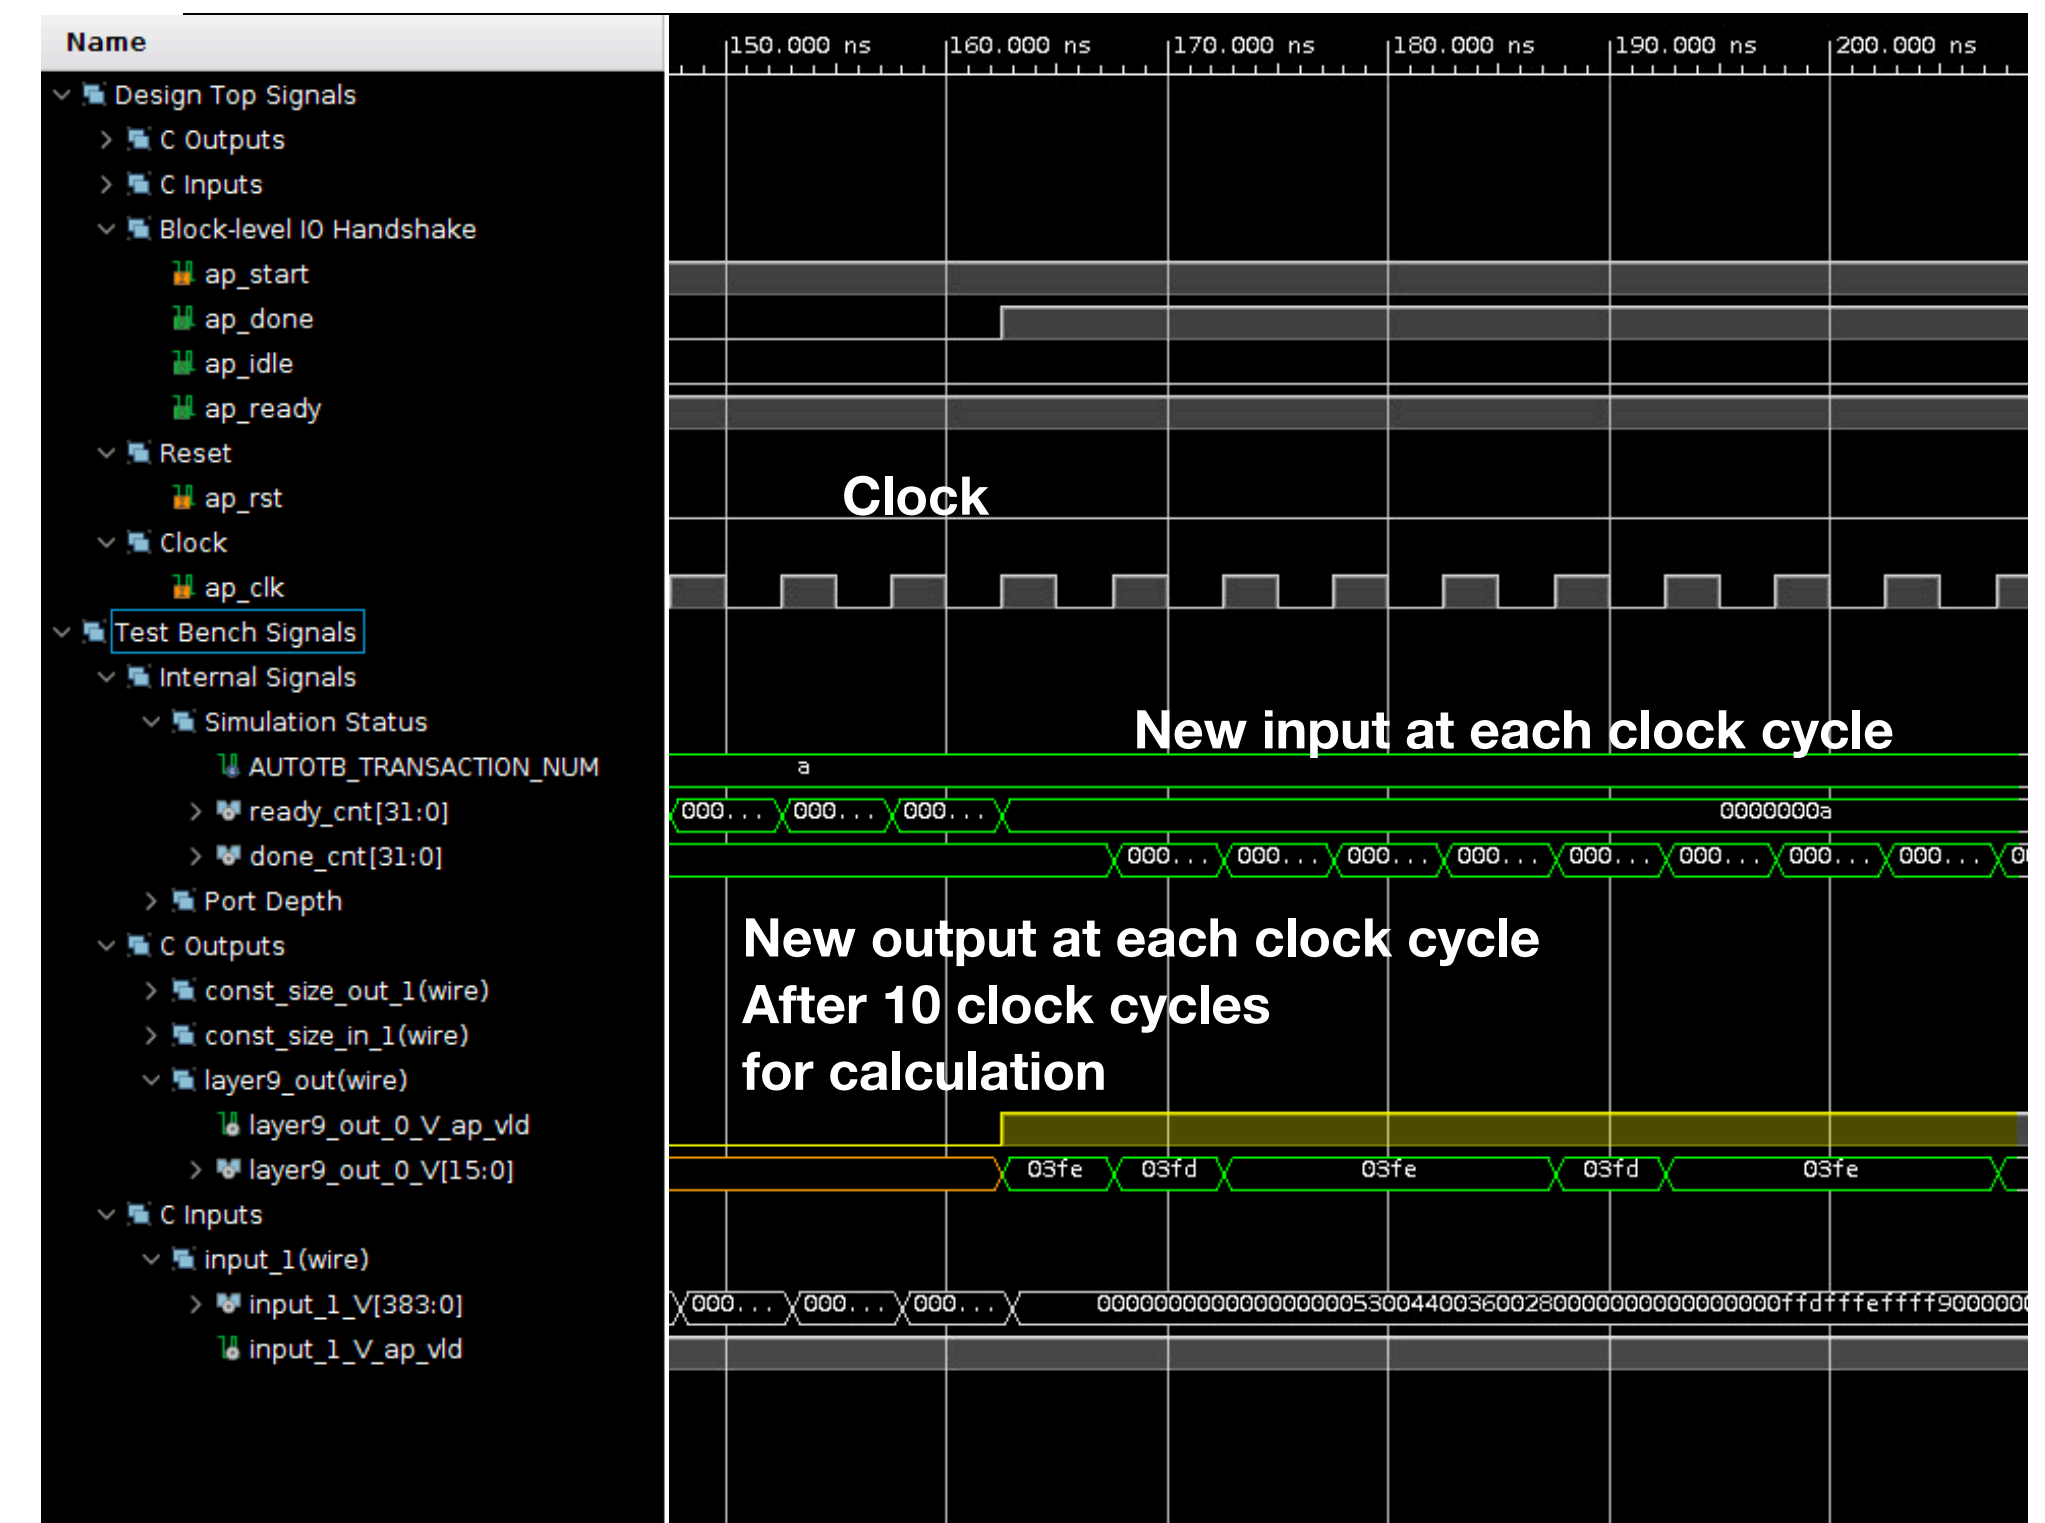 Name
150.000 ns 160.000 ns 170.000 ns 180.000 ns 190.000 ns 200.000 ns
Design Top Signals
C Outputs
C Inputs
Block-level IO Handshake
ap_start
ap_done
ap_idle
ap_ready
Reset
ap_rst
Clock
Clock
ap_clk
Test Bench Signals
Internal Signals
Simulation Status
New input at each clock cycle
AUTOTB_TRANSACTION_NUM a
ready_cnt[31:0] 000... 000... 000... 0000000a
done_cnt[31:0] 000... 000... 000... 000... 000... 000... 000... 000... 0
Port Depth
New output at each clock cycle
After 10 clock cycles
for calculation
C Outputs
const_size_out_1(wire)
const_size_in_1(wire)
layer9_out(wire)
layer9_out_0_V_ap_vld
layer9_out_0_V[15:0] 03fe 03fd 03fe 03fd 03fe
C Inputs
input_1(wire)
input_1_V[383:0] 000... 000... 000...
input_1_V_ap_vld